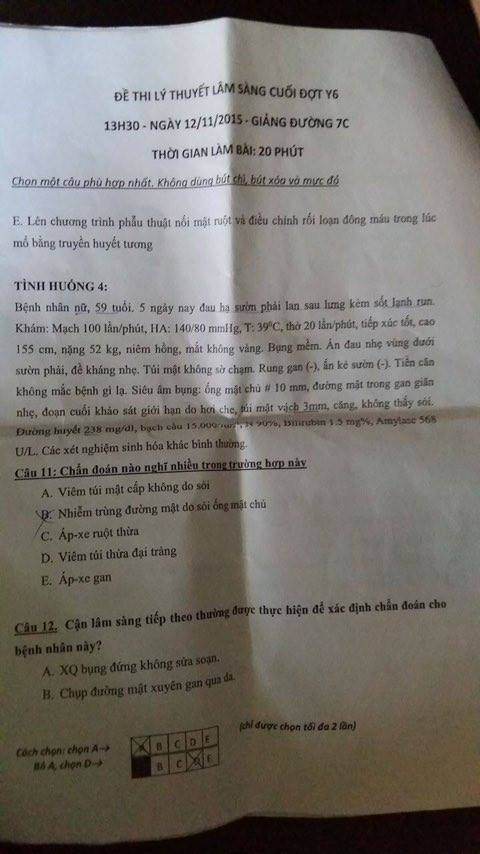 ĐỀ THI LÝ THUYẾT LÂM SÀNG CUỐI ĐỢT Y6
13H30 - NGÀY 12/11/2015 - GIẢNG ĐƯỜNG 7C
THỜI GIAN LÀM BÀI: 20 PHÚT
Chọn một câu phù hợp nhất. Không dùng bút chì, bút xóa và mực đỏ
E. Lên chương trình phẫu thuật nối mật ruột và điều chỉnh rối loạn đông máu trong lúc
mổ bằng truyền huyết tương
TÌNH HUỐNG 4:
Bệnh nhân nữ, 59 tuổi. 5 ngày nay đau hạ sườn phải lan sau lưng kèm sốt lạnh run.
Khám: Mạch 100 lần/phút, HA: 140/80 mmHg, T: 39⁰C, thở 20 lần/phút, tiếp xúc tốt, cao
155 cm, nặng 52 kg, niêm hồng, mắt không vàng. Bụng mềm. Ấn đau nhẹ vùng dưới
sườn phải, đề kháng nhẹ. Túi mật không sờ chạm. Rung gan (-), ấn kẽ sườn (-). Tiền căn
không mắc bệnh gì lạ. Siêu âm bụng: ống mật chủ # 10 mm, đường mật trong gan giãn
nhẹ, đoạn cuối khảo sát giới hạn do hơi che, túi mật vách 3mm, căng, không thấy sỏi.
Đường huyết 238 mg/dl, bạch cầu 15.000/ N 90%, Bilirubin 1.5 mg%, Amylase 568
U/L. Các xét nghiệm sinh hóa khác bình thường.
Câu 11: Chẩn đoán nào nghĩ nhiều trong trường hợp này
A. Viêm túi mật cấp không do sỏi
B. Nhiễm trùng đường mật do sỏi ống mật chủ
C. Áp-xe ruột thừa
D. Viêm túi thừa đại tràng
E. Áp-xe gan
Câu 12. Cận lâm sàng tiếp theo thường được thực hiện để xác định chẩn đoán cho
bệnh nhân này?
A. XQ bụng đứng không sửa soạn.
B. Chụp đường mật xuyên gan qua da.
(chỉ được chọn tối đa 2 lần)
Cách chọn: chọn A→ A B C D E
Bỏ A, chọn D→ B C D E